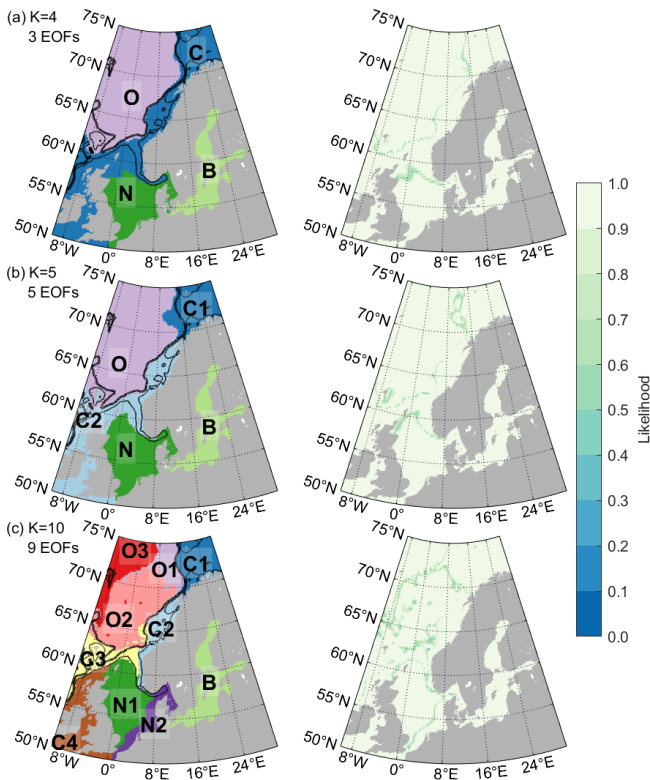 (a) K=4
3 EOFs
75°N
70°N
65°N
60°N
55°N
50°N
8°W
0°
8°E
16°E
24°E
C
O
N
B
75°N
70°N
65°N
60°N
55°N
50°N
8°W
0°
8°E
16°E
24°E
(b) K=5
5 EOFs
75°N
70°N
65°N
60°N
55°N
50°N
8°W
0°
8°E
16°E
24°E
C1
O
C2
N
B
75°N
70°N
65°N
60°N
55°N
50°N
8°W
0°
8°E
16°E
24°E
(c) K=10
9 EOFs
75°N
70°N
65°N
60°N
55°N
50°N
8°W
0°
8°E
16°E
24°E
O3
O1
C1
O2
C2
C3
N1
N2
B
C4
75°N
70°N
65°N
60°N
55°N
50°N
8°W
0°
8°E
16°E
24°E
1.0
0.9
0.8
0.7
0.6
0.5
0.4
0.3
0.2
0.1
0.0
Likelihood